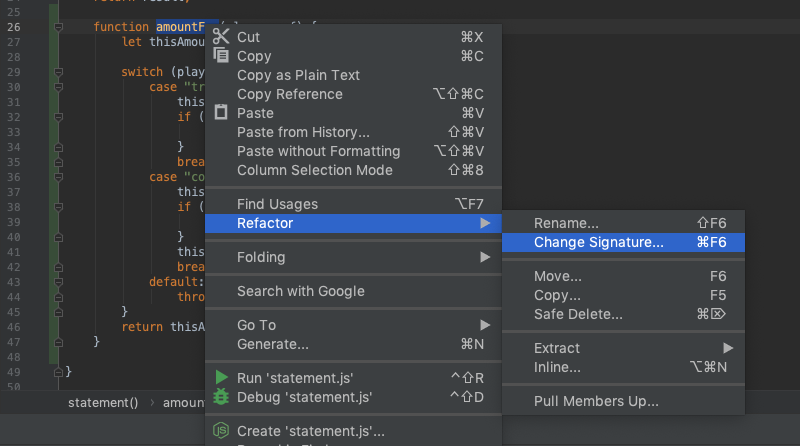 25
26 function amountF
27 let thisAmou
28
29 switch (play
30 case "tr
31 this
32 if (
33
34 }
35 brea
36 case "co
37 this
38 if (
39
40 }
41 this
42 brea
43 default:
44 thro
45 }
46 return thisA
47 }
48
49 }
50
statement() › amoun
Cut ⌘X
Copy ⌘C
Copy as Plain Text
Copy Reference ⌥⇧⌘C
Paste ⌘V
Paste from History... ⇧⌘V
Paste without Formatting ⌥⇧⌘V
Column Selection Mode ⇧⌘8
Find Usages ⌥F7
Refactor ▶
Folding ▶
Search with Google
Go To ▶
Generate... ⌘N
Run 'statement.js' ^⇧R
Debug 'statement.js' ^⇧D
Create 'statement.js'...
Rename... ⇧F6
Change Signature... ⌘F6
Move... F6
Copy... F5
Safe Delete... ⌘⌦
Extract ▶
Inline... ⌥⌘N
Pull Members Up...